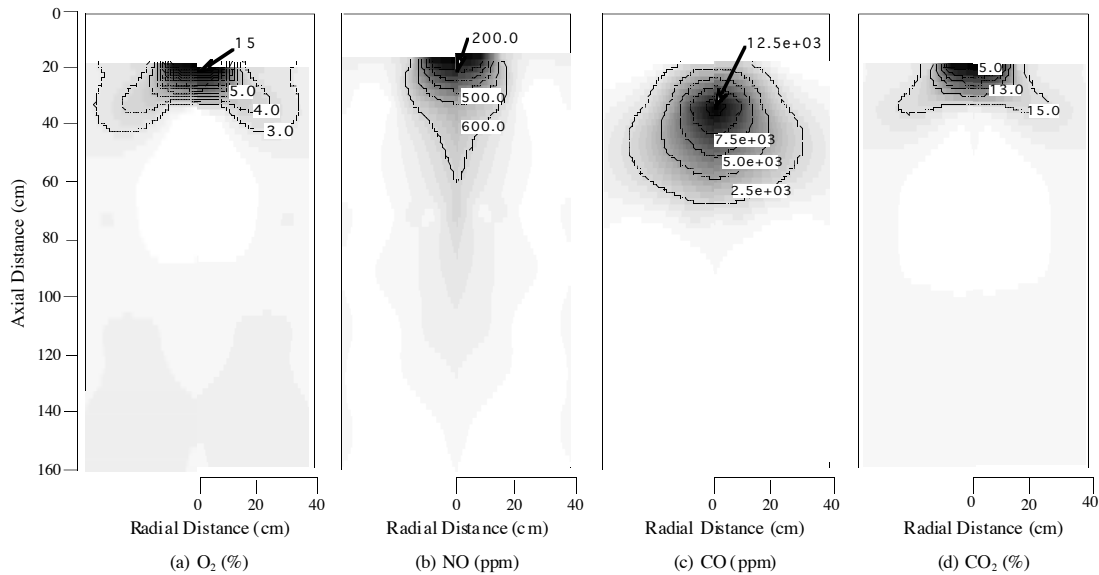 0
20
40
60
80
100
120
140
160
Axial Distance (cm)
15
5.0
4.0
3.0
0 20 40
Radial Distance (cm)
(a) O₂ (%)
200.0
500.0
600.0
0 20 40
Radial Distance (cm)
(b) NO (ppm)
12.5e+03
7.5e+03
5.0e+03
2.5e+03
0 20 40
Radial Distance (cm)
(c) CO (ppm)
5.0
13.0
15.0
0 20 40
Radial Distance (cm)
(d) CO₂ (%)